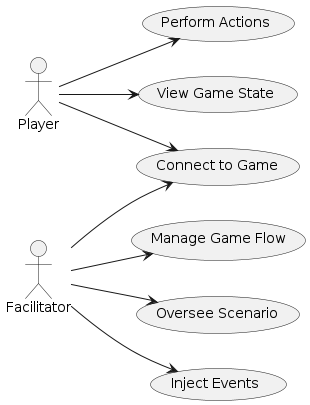 Perform Actions
View Game State
Player
Connect to Game
Manage Game Flow
Facilitator
Oversee Scenario
Inject Events